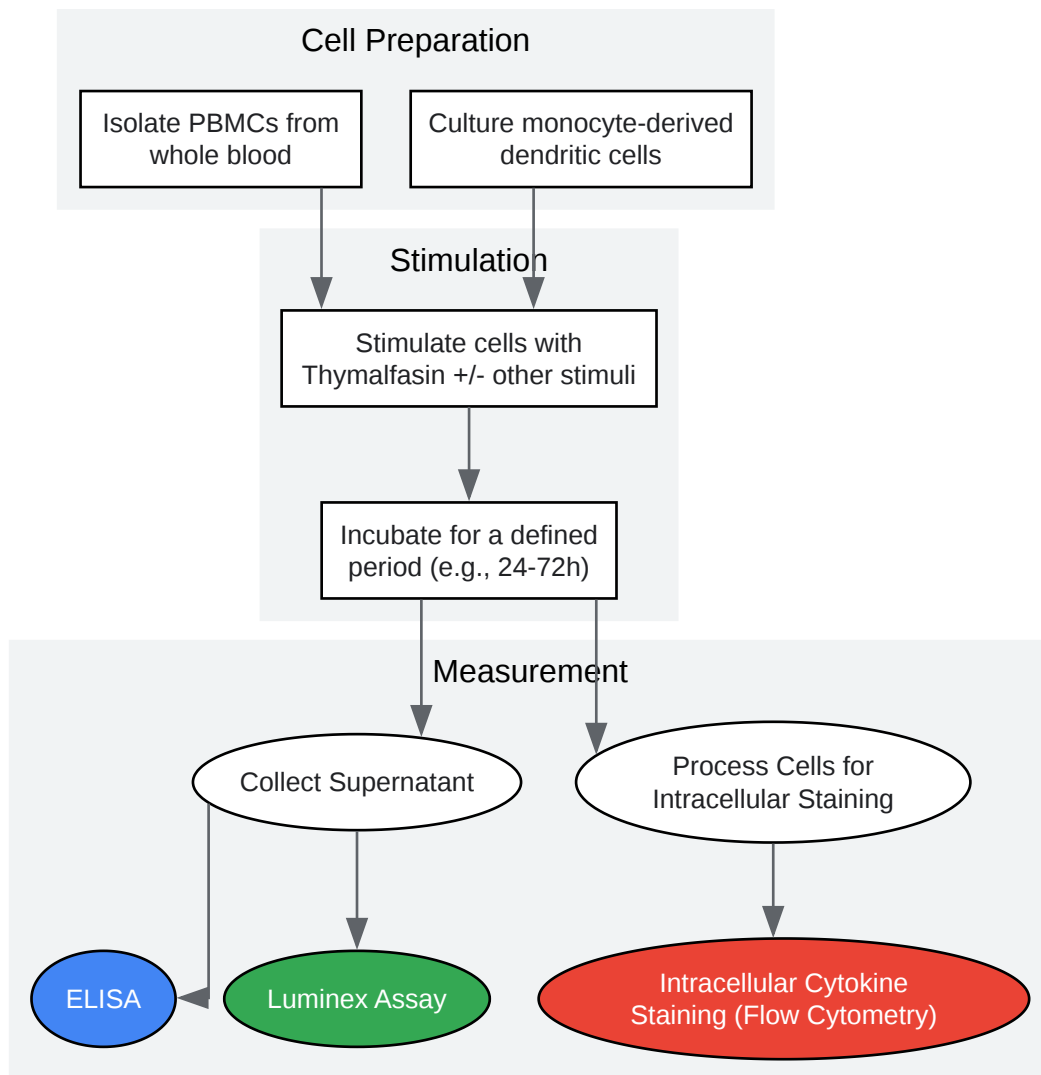 Cell Preparation
Isolate PBMCs from
whole blood
Culture monocyte-derived
dendritic cells
Stimulation
Stimulate cells with
Thymalfasin +/- other stimuli
Incubate for a defined
period (e.g., 24-72h)
Measurement
Collect Supernatant
Process Cells for
Intracellular Staining
ELISA
Luminex Assay
Intracellular Cytokine
Staining (Flow Cytometry)